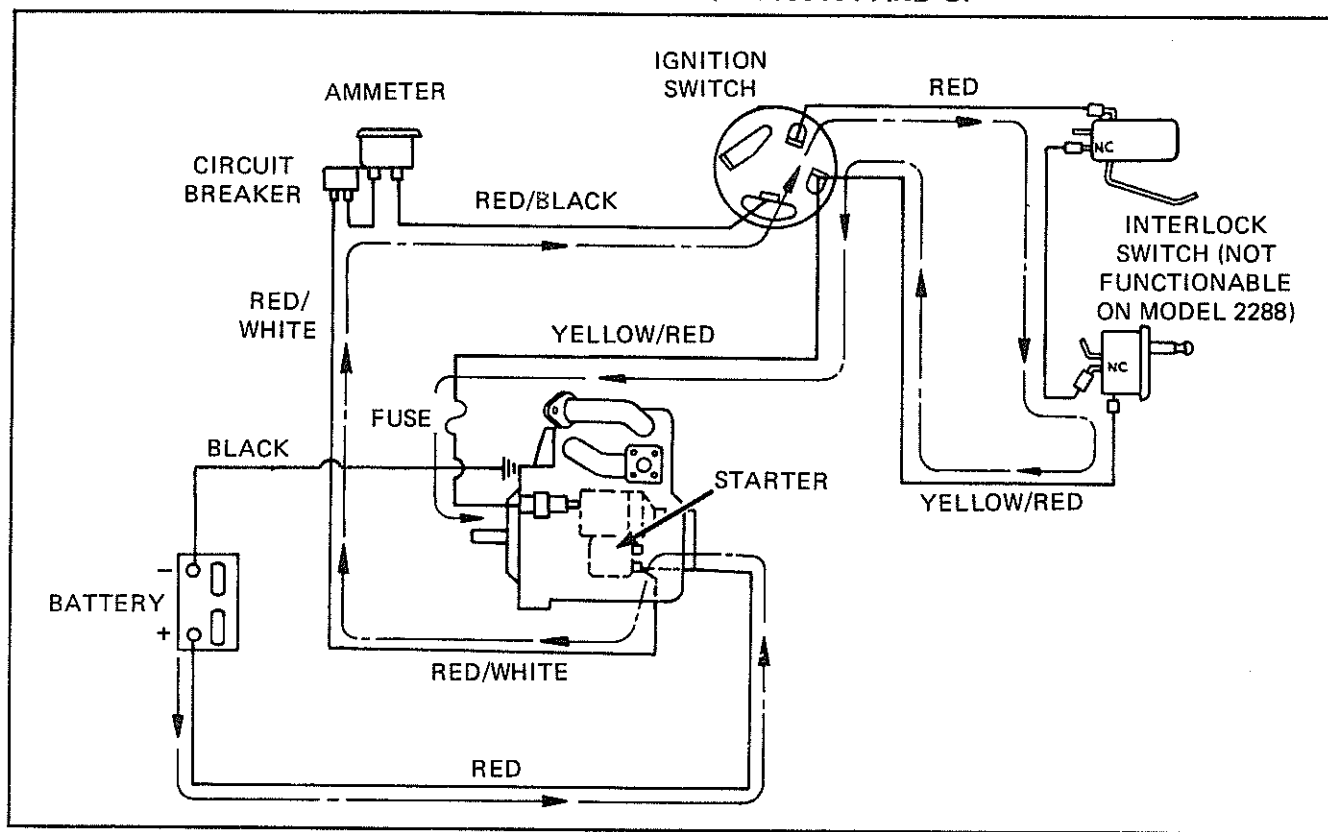 IGNITION
SWITCH
RED
AMMETER
CIRCUIT
BREAKER
NC
RED/BLACK
INTERLOCK
SWITCH (NOT
FUNCTIONABLE
ON MODEL 2288)
RED/
WHITE
YELLOW/RED
NC
FUSE
BLACK
STARTER
YELLOW/RED
−
BATTERY
+
RED/WHITE
RED